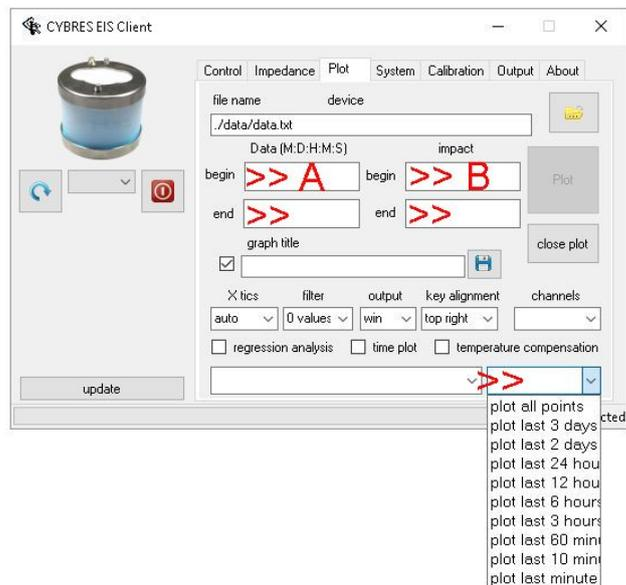 CYBRES EIS Client
Control Impedance Plot System Calibration Output About
file name device
./data/data.txt
Data (M:D:H:M:S) impact
begin >> A begin >> B Plot
end >> end >>
close plot
graph title
X tics filter output key alignment channels
auto 0 values win top right
regression analysis time plot temperature compensation
update >>
plot all points
cted
plot last 3 days
plot last 2 days
plot last 24 hou
plot last 12 hou
plot last 6 hours
plot last 3 hours
plot last 60 minu
plot last 10 minu
plot last minute